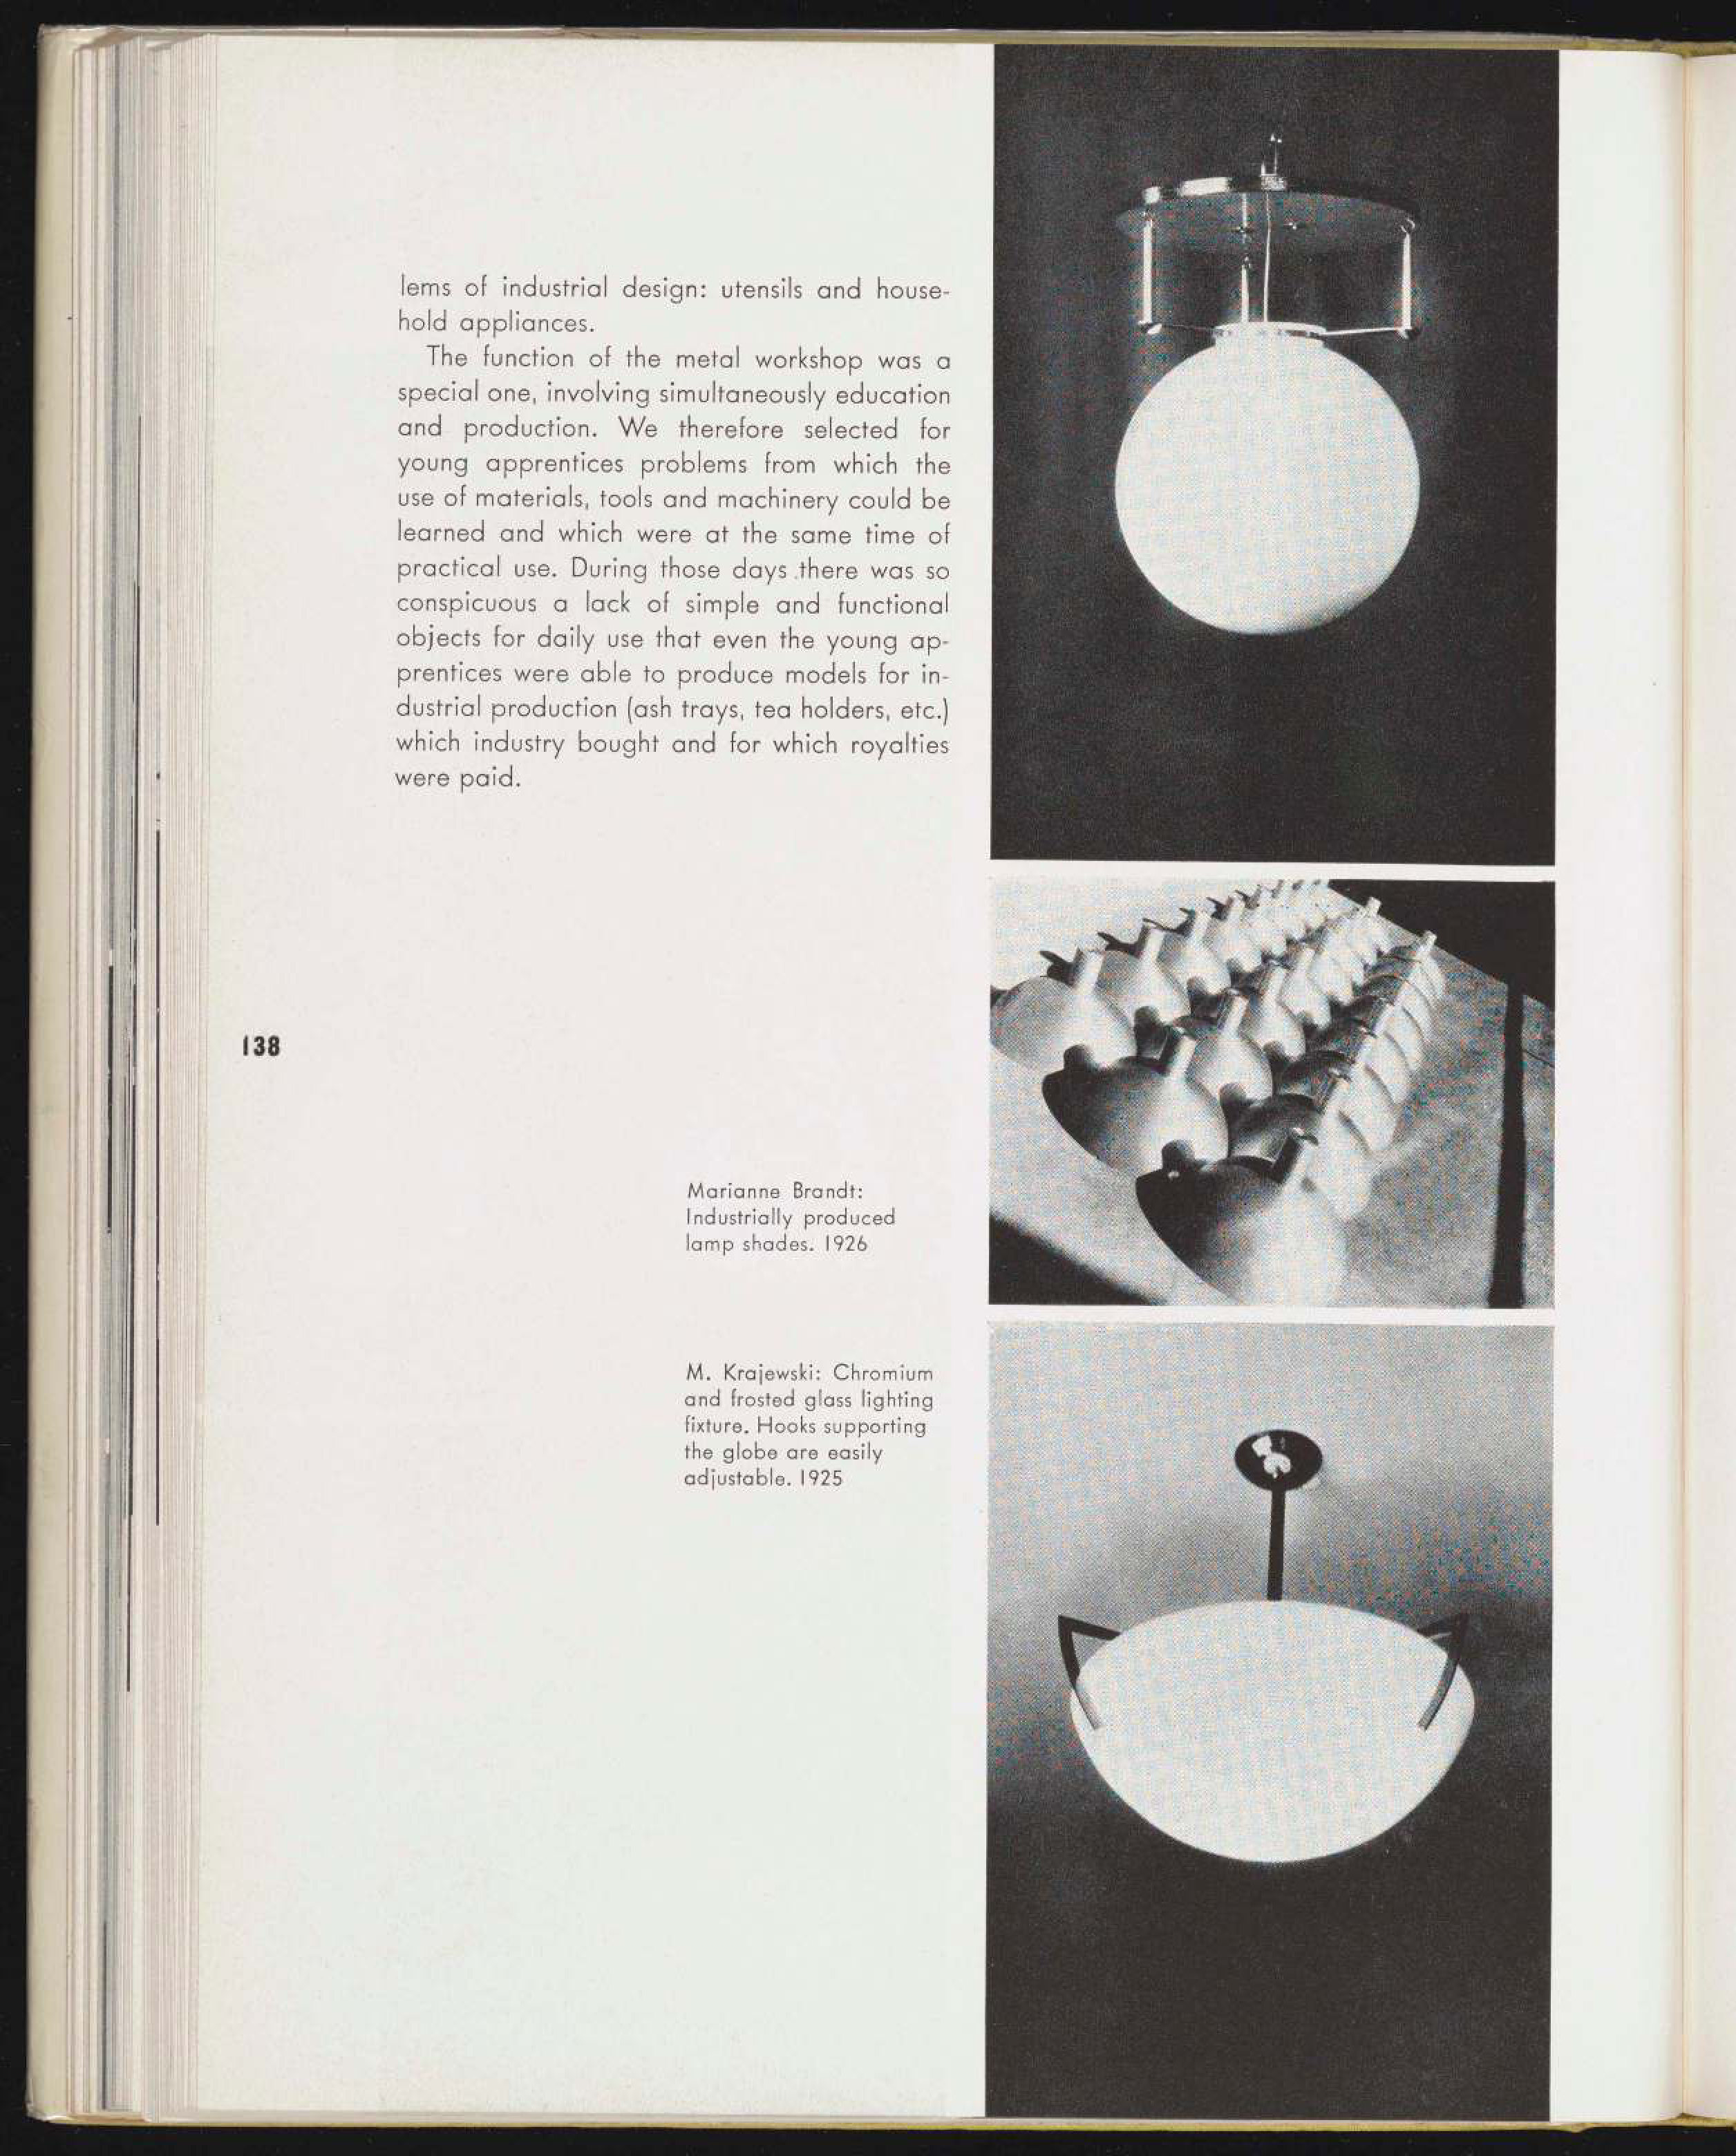 lems of industrial design: utensils and house-
hold appliances.
The function of the metal workshop was a
special one, involving simultaneously education
and production. We therefore selected for
young apprentices problems from which the
use of materials, tools and machinery could be
learned and which were at the same time of
practical use. During those days .there was so
conspicuous a lack of simple and functional
objects for daily use that even the young ap-
prentices were able to produce models for in-
dustrial production (ash trays, tea holders, etc.)
which industry bought and for which royalties
were paid.
138
Marianne Brandt:
Industrially produced
lamp shades. 1926
M. Krajewski: Chromium
and frosted glass lighting
fixture. Hooks supporting
the globe are easily
adjustable. 1925